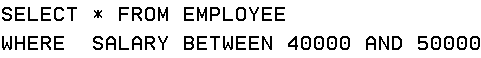 SELECT * FROM EMPLOYEE
WHERE  SALARY BETWEEN 40000 AND 50000